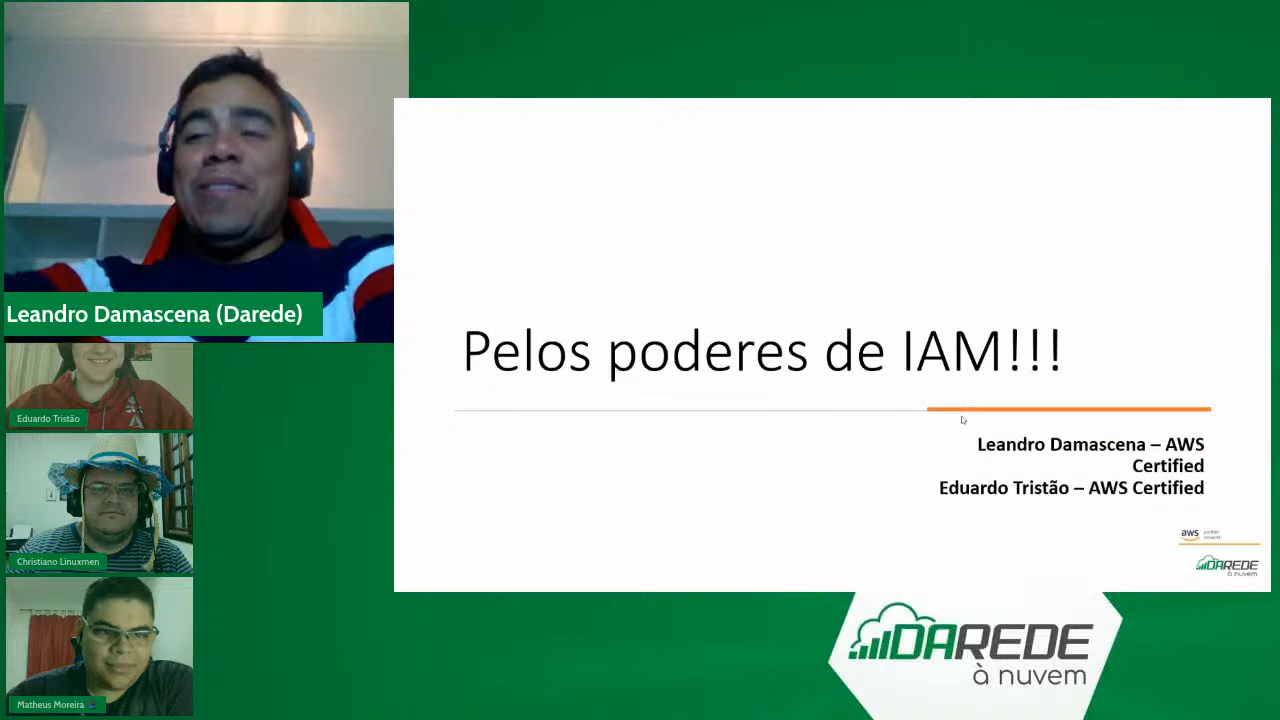 Leandro Damascena (Darede)
Eduardo Tristão
Christiano Linuxmen
Matheus Moreira
Pelos poderes de IAM!!!
Leandro Damascena – AWS
Certified
Eduardo Tristão – AWS Certified
aws
DAREDE
à nuvem
DAREDE
à nuvem